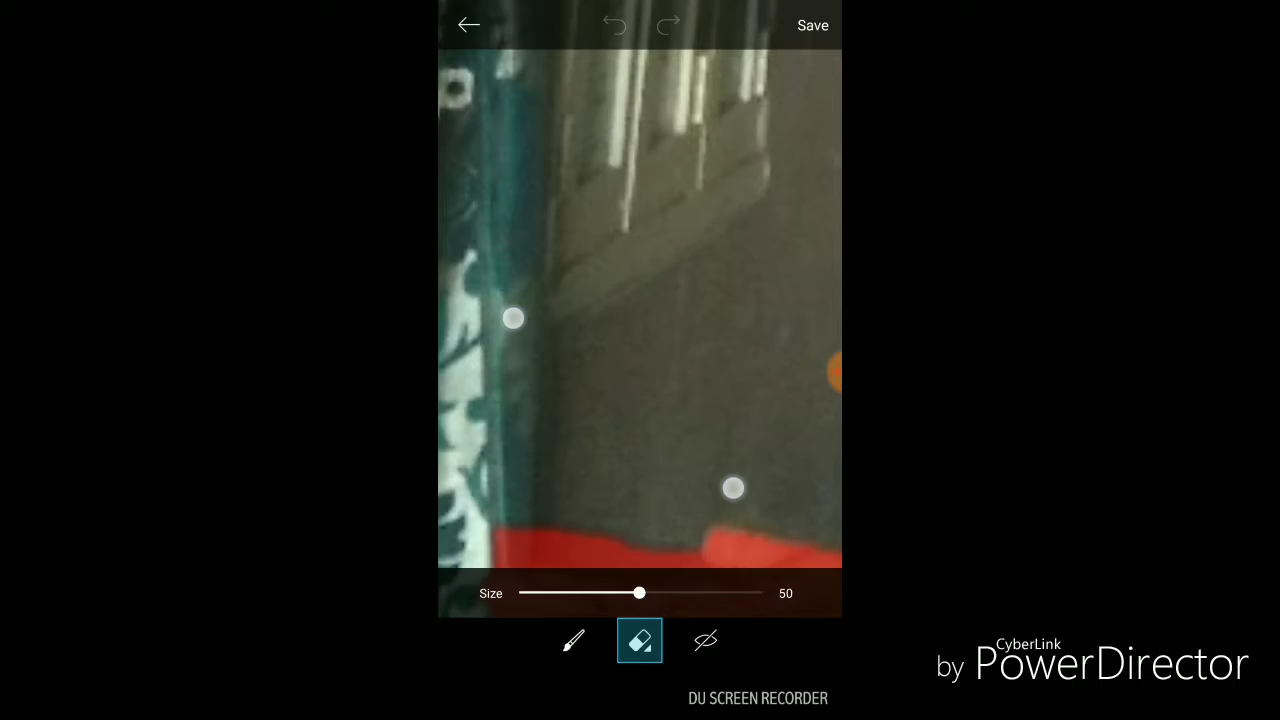 Save
Size
50
CyberLink
by PowerDirector
DU SCREEN RECORDER